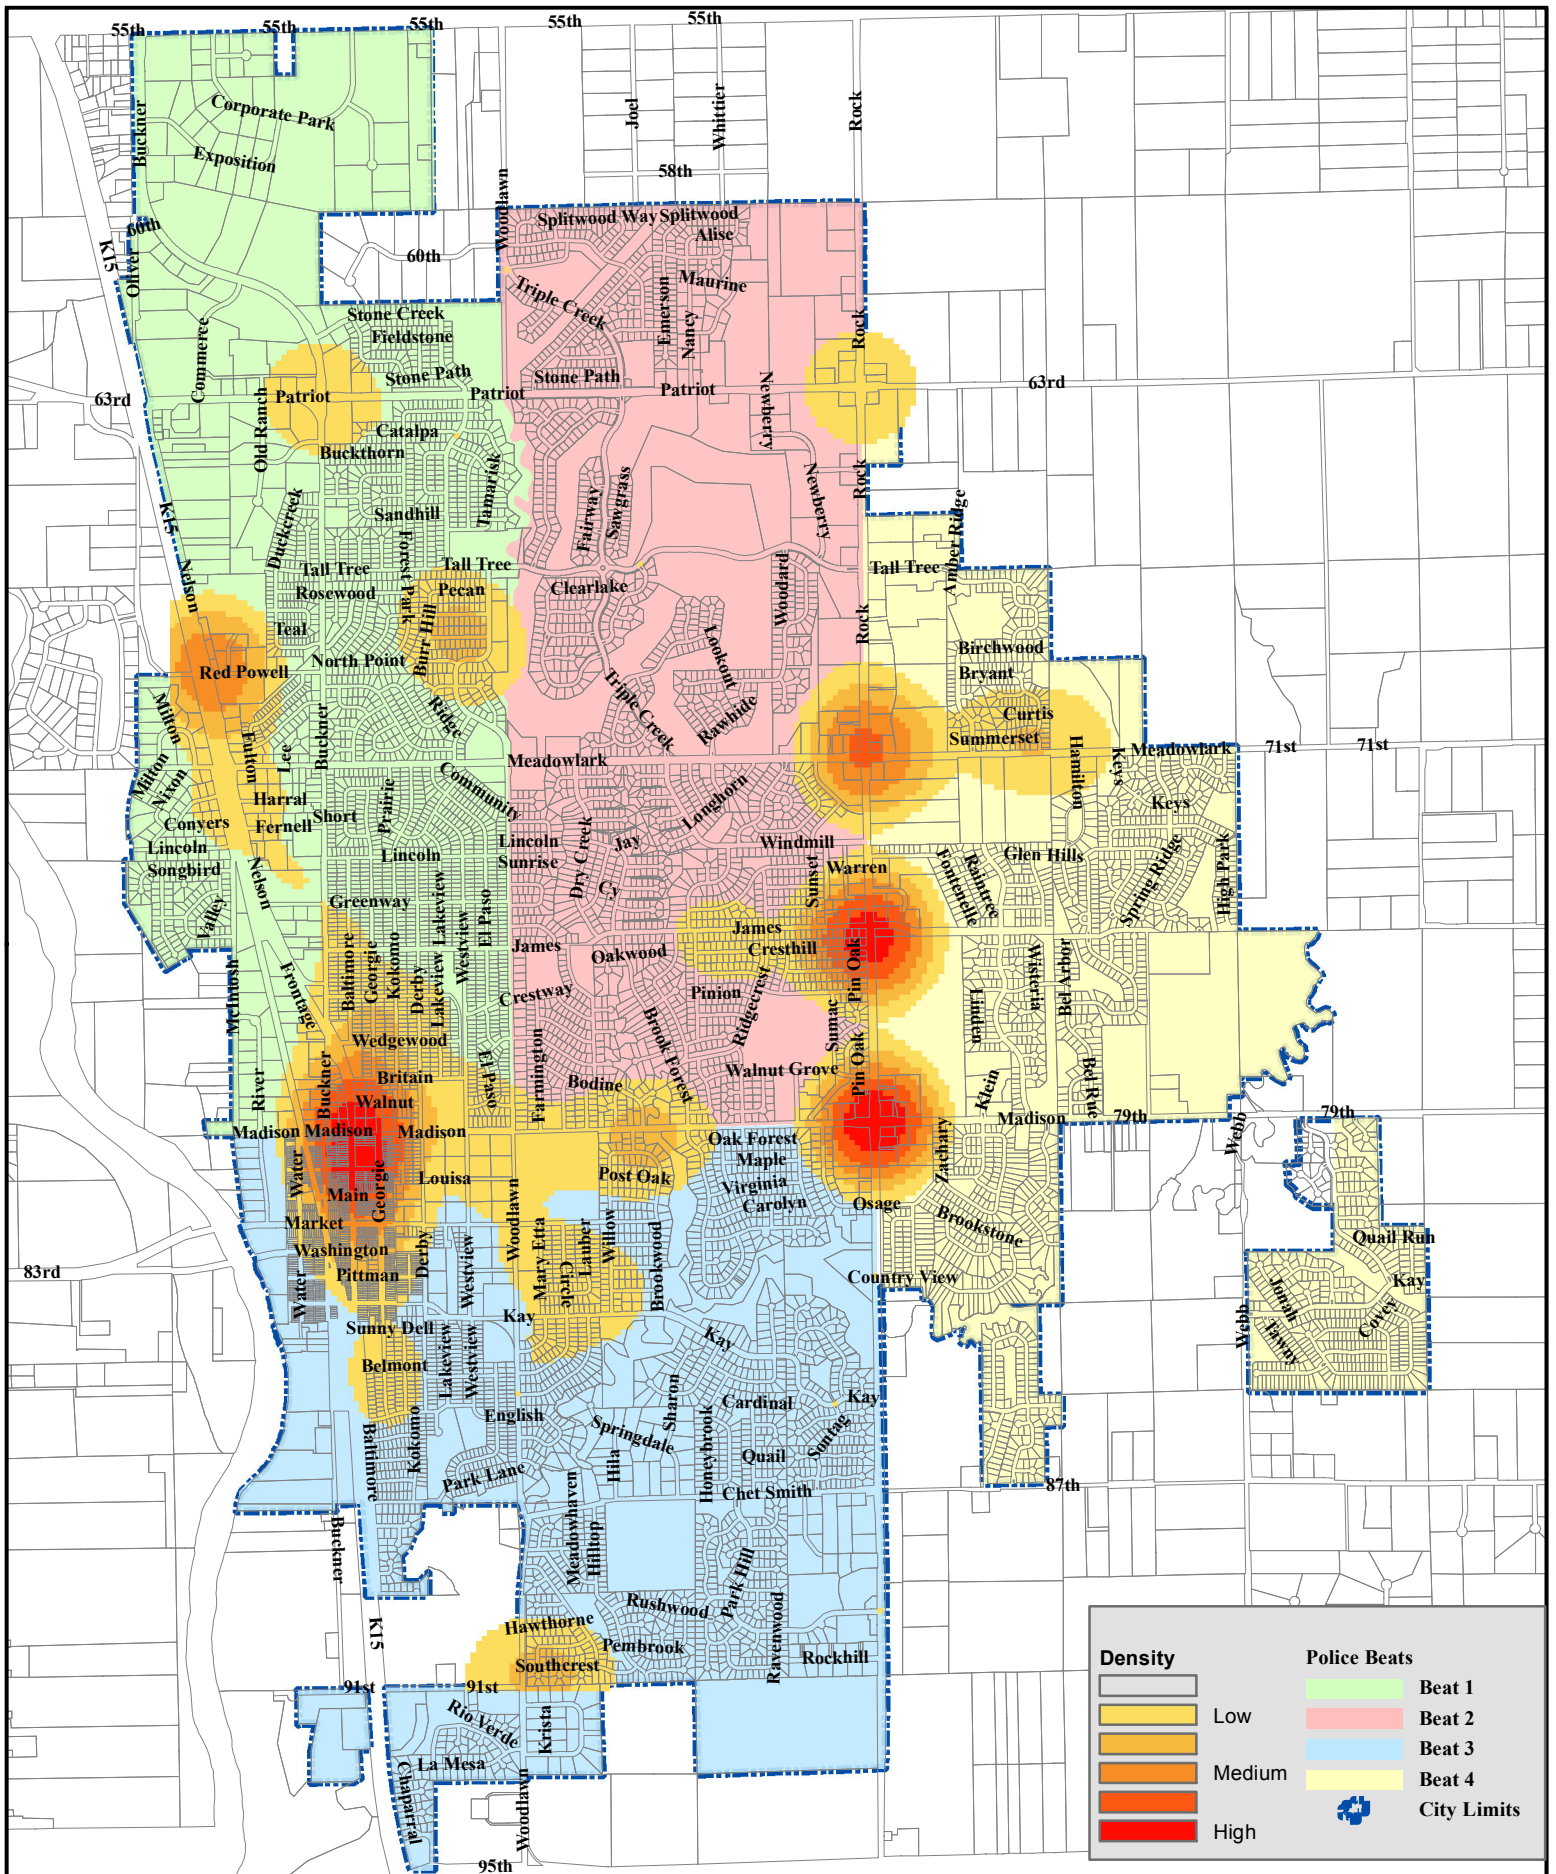 55th
55th
55th
55th
55th
Buckner
Corporate Park
Exposition
Joel
Whittier
Rock
58th
Woodlawn
60th
K15
Oliver
60th
Splitwood Way
Splitwood
Alise
Triple Creek
Emerson
Maurine
Nancy
Rock
Stone Creek
Fieldstone
Commerce
Stone Path
Stone Path
63rd
Old Ranch
Patriot
Patriot
Patriot
Newberry
63rd
Catalpa
Buckthorn
Tamarisk
Duckcreek
Sandhill
Fairway
Sawgrass
Newberry
Rock
K15
Nelson
Forest Park
Tall Tree
Tall Tree
Rosewood
Pecan
Clearlake
Woodard
Tall Tree
Amber Ridge
Teal
Burr Hill
Rock
Red Powell
North Point
Lookout
Birchwood
Bryant
Milton
Fulton
Lee
Buckner
Ridge
Triple Creek
Rawhide
Curtis
Summerset
Hamilton
Keys
Meadowlark
71st
71st
Milton
Nixon
Meadowlark
Community
Harral
Short
Prairie
Longhorn
Keys
Conyers
Fernell
Lincoln
Lincoln
Lincoln
Sunrise
Dry Creek
Jay
Windmill
Glen Hills
Songbird
Nelson
Cy
Sunset
Warren
Fontenelle
Raintree
Spring Ridge
High Park
Valley
Greenway
Lakeview
El Paso
Westview
James
James
Cresthill
Oakwood
Baltimore
George
Kokomo
Derby
Lakeview
McIntosh
Frontage
Crestway
Pinion
Ridgecrest
Pin Oak
Linden
Wisteria
Bel Arbor
Wedgewood
Brook Forest
Sumac
River
Buckner
Britain
El Paso
Farmington
Bodine
Walnut Grove
Pin Oak
Klein
Bel Rue
Walnut
Madison
Madison
Madison
Madison
79th
Webb
79th
Oak Forest
Maple
Zachary
Water
Georgie
Louisa
Post Oak
Virginia
Carolyn
Main
Osage
Market
Woodlawn
Mary Etta
Lauber
Willow
Brookwood
Brookstone
Quail Run
Washington
Derby
Westview
83rd
Pittman
Circle
Country View
Kay
Water
Jonah
Covey
Webb
Tawny
Kay
Sunny Dell
Kay
Belmont
Lakeview
Westview
Sharon
Cardinal
Kay
English
Springdale
Honeybrook
Sontag
Baltimore
Kokomo
Park Lane
Hila
Quail
Chet Smith
87th
Buckner
Meadowhaven
Hilltop
Park Hill
K15
Hawthorne
Rushwood
Ravenwood
Pembrook
Southcrest
Rockhill
91st
91st
Rio Verde
Krista
La Mesa
Chaparral
Woodlawn
95th
Density
Low
Medium
High
Police Beats
Beat 1
Beat 2
Beat 3
Beat 4
City Limits